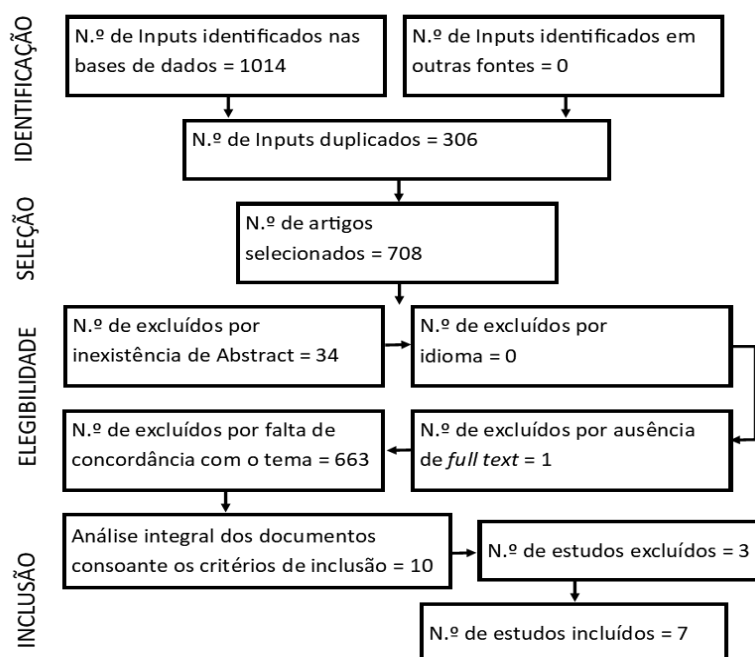 IDENTIFICAÇÃO
N.º de Inputs identificados nas
bases de dados = 1014
N.º de Inputs identificados em
outras fontes = 0
N.º de Inputs duplicados = 306
SELEÇÃO
N.º de artigos
selecionados = 708
ELEGIBILIDADE
N.º de excluídos por
inexistência de Abstract = 34
N.º de excluídos por
idioma = 0
N.º de excluídos por falta de
concordância com o tema = 663
N.º de excluídos por ausência
de full text = 1
INCLUSÃO
Análise integral dos documentos
consoante os critérios de inclusão = 10
N.º de estudos excluídos = 3
N.º de estudos incluídos = 7